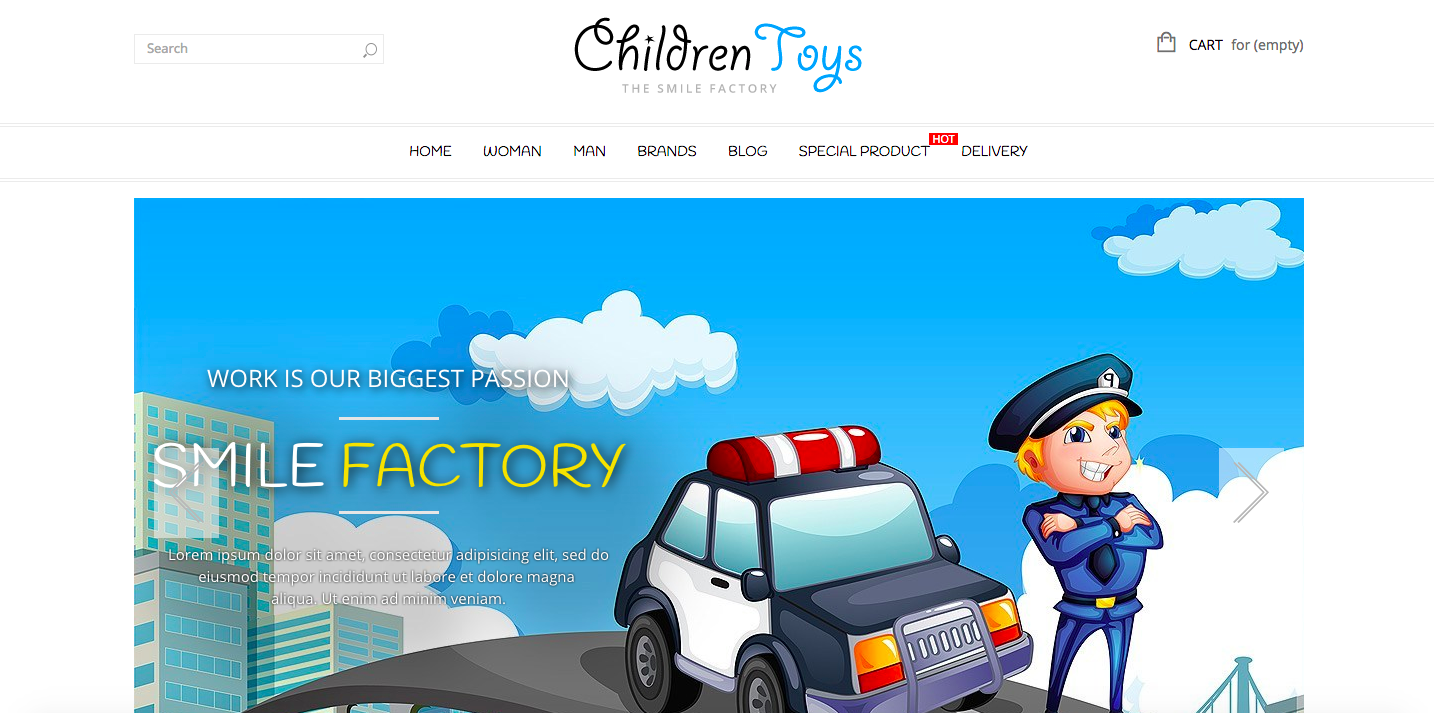 Search
Children Toys
THE SMILE FACTORY
CART for (empty)
HOME WOMAN MAN BRANDS BLOG SPECIAL PRODUCT HOT DELIVERY
WORK IS OUR BIGGEST PASSION
SMILE FACTORY
Lorem ipsum dolor sit amet, consectetur adipisicing elit, sed do
eiusmod tempor incididunt ut labore et dolore magna
aliqua. Ut enim ad minim veniam.
9